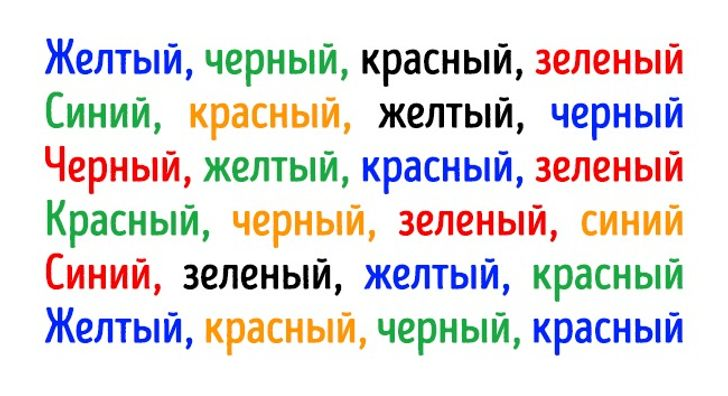 Желтый, черный, красный, зеленый
Синий, красный, желтый, черный
Черный, желтый, красный, зеленый
Красный, черный, зеленый, синий
Синий, зеленый, желтый, красный
Желтый, красный, черный, красный